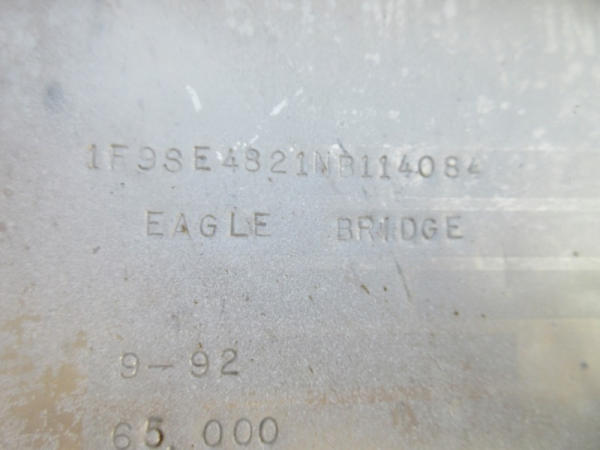 1F9SE4821NB114084
EAGLE BRIDGE
9-92
65,000